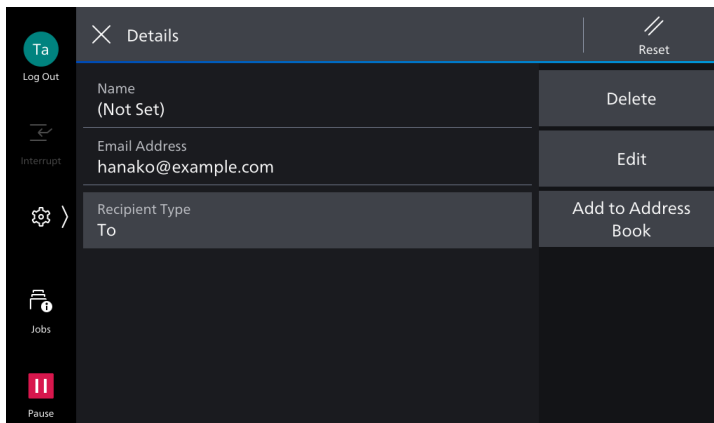 Ta
Log Out
Interrupt
Jobs
Pause
Details
Reset
Name
(Not Set)
Email Address
hanako@example.com
Recipient Type
To
Delete
Edit
Add to Address
Book